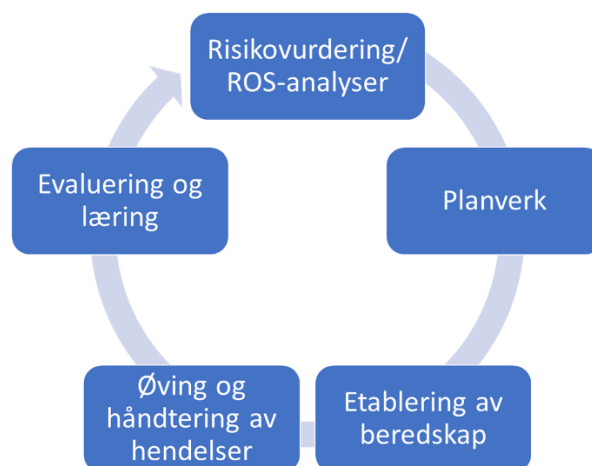 Risikovurdering/
ROS-analyser
Planverk
Etablering av
beredskap
Øving og
håndtering av
hendelser
Evaluering og
læring